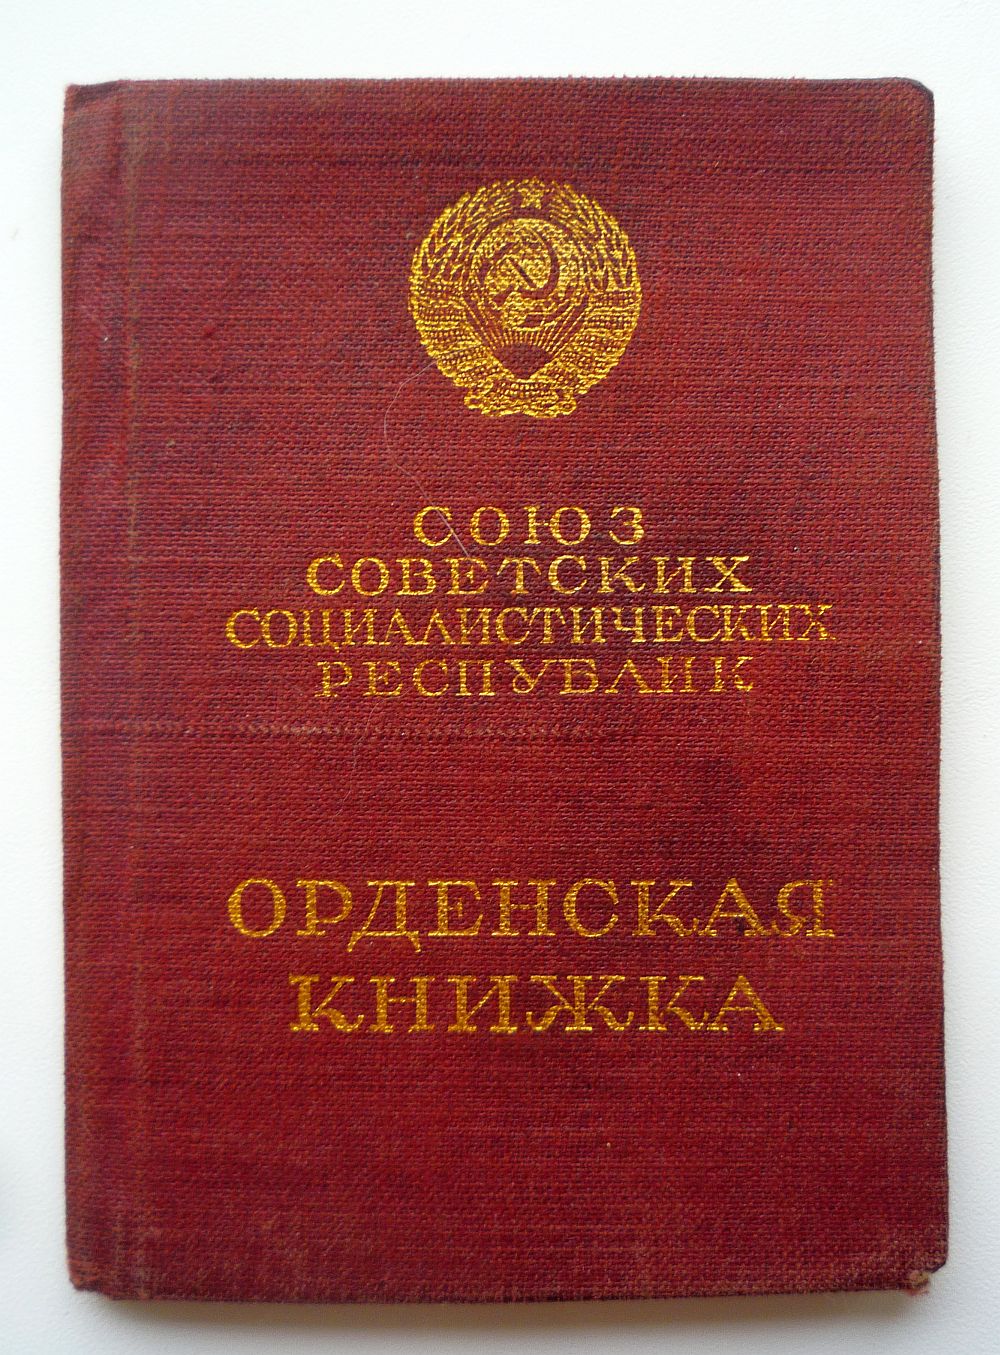 СОЮЗ
СОВЕТСКИХ
СОЦИАЛИСТИЧЕСКИХ
РЕСПУБЛИК
ОРДЕНСКАЯ
КНИЖКА